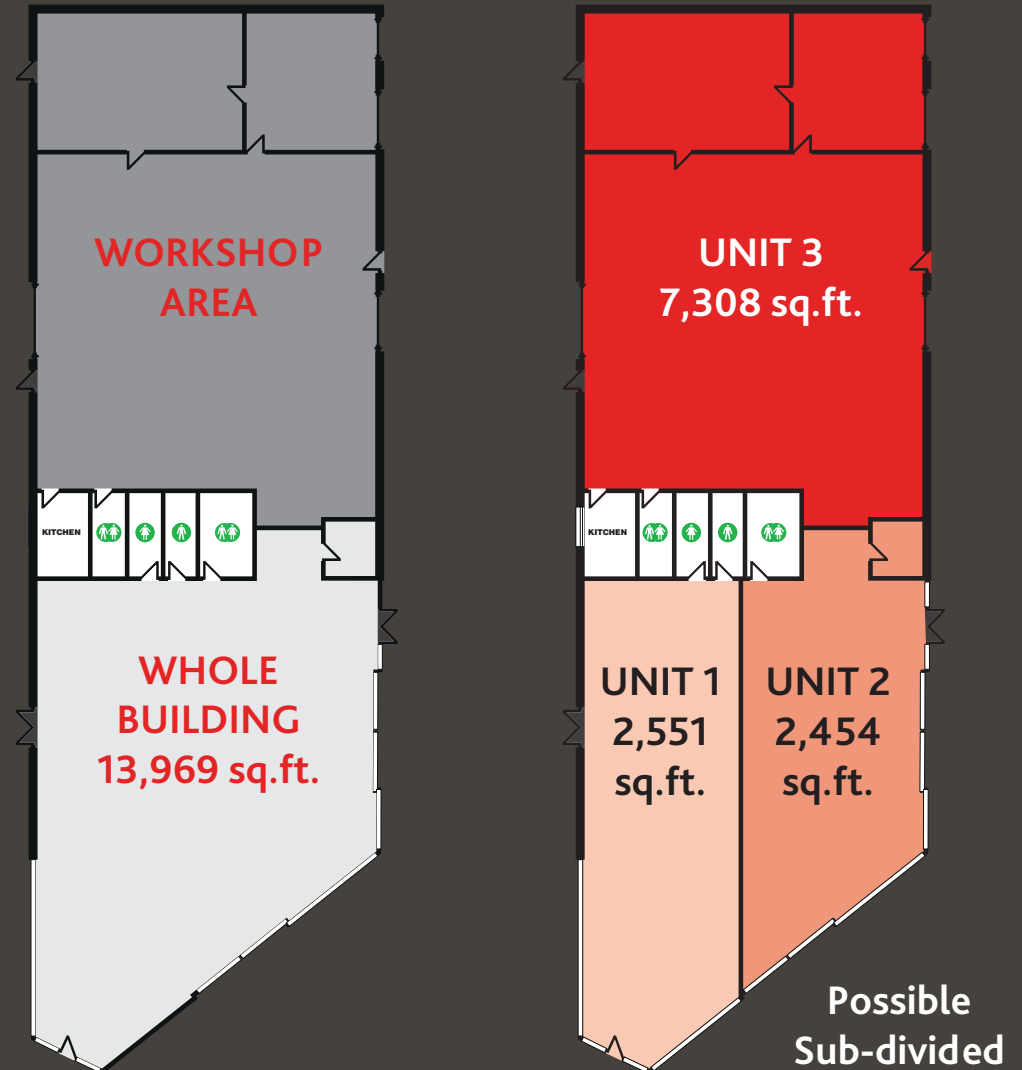 WORKSHOP
AREA
KITCHEN
WHOLE
BUILDING
13,969 sq.ft.
UNIT 3
7,308 sq.ft.
KITCHEN
UNIT 1
2,551
sq.ft.
UNIT 2
2,454
sq.ft.
Possible
Sub-divided